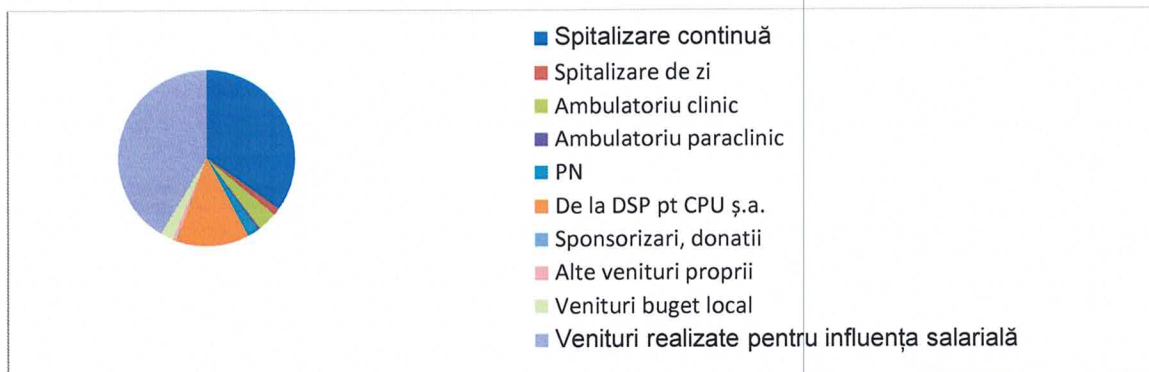 Spitalizare continuă
Spitalizare de zi
Ambulatoriu clinic
Ambulatoriu paraclinic
PN
De la DSP pt CPU ș.a.
Sponsorizari, donatii
Alte venituri proprii
Venituri buget local
Venituri realizate pentru influența salarială